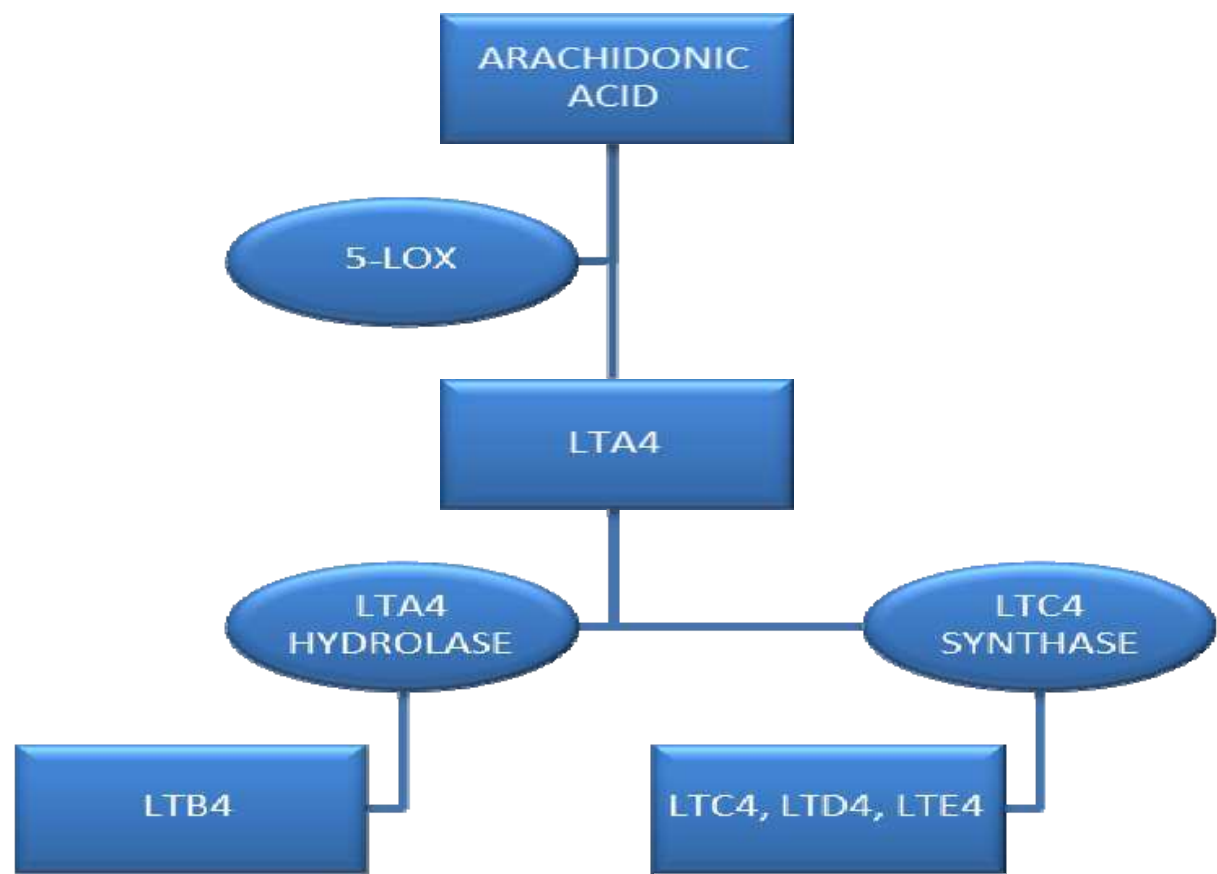 ARACHIDONIC
ACID
5-LOX
LTA4
LTA4
HYDROLASE
LTC4
SYNTHASE
LTB4
LTC4, LTD4, LTE4